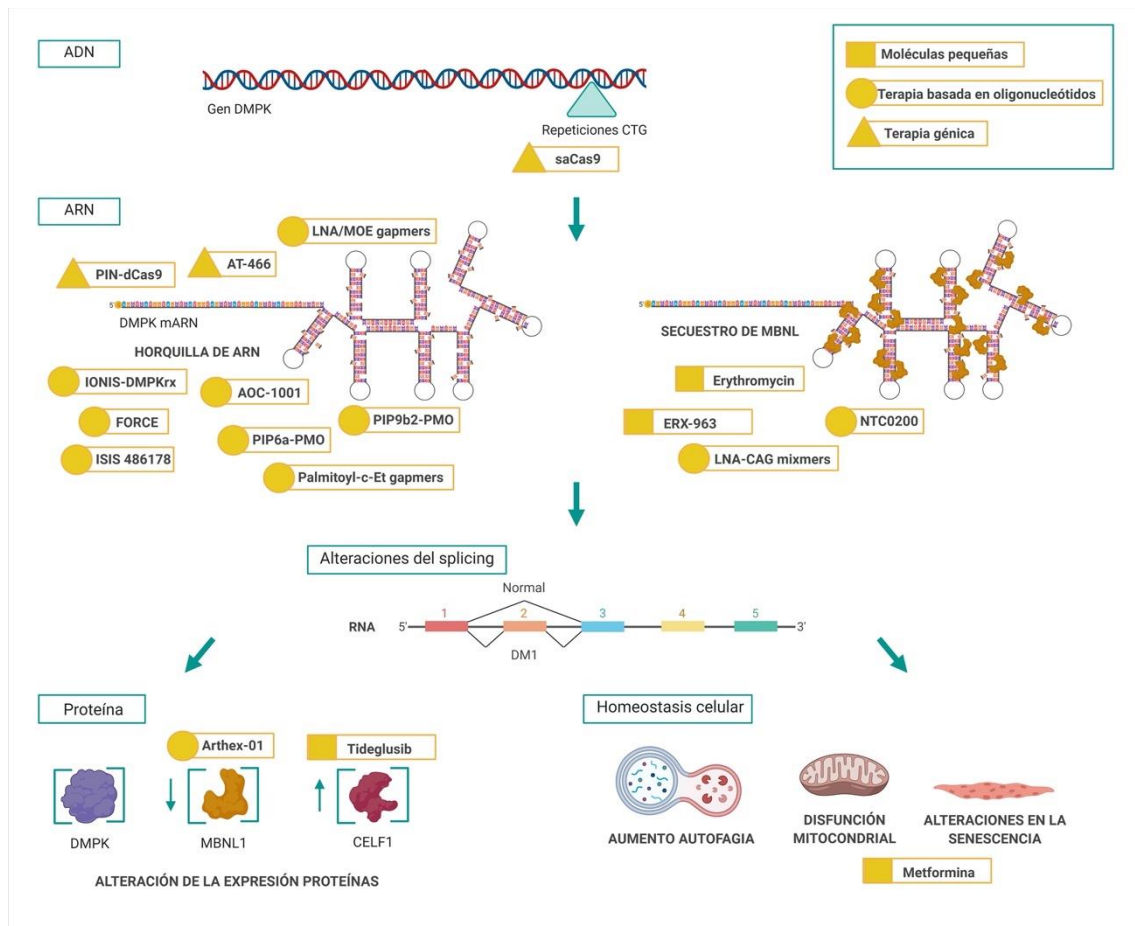 ADN
Gen DMPK
Repeticiones CTG
saCas9
Moléculas pequeñas
Terapia basada en oligonucleótidos
Terapia génica
ARN
LNA/MOE gapmers
AT-466
PIN-dCas9
5'
DMPK mARN
HORQUILLA DE ARN
IONIS-DMPKrx
AOC-1001
FORCE
PIP9b2-PMO
PIP6a-PMO
ISIS 486178
Palmitoyl-c-Et gapmers
5'
SECUESTRO DE MBNL
Erythromycin
ERX-963
NTC0200
LNA-CAG mixmers
Alteraciones del splicing
Normal
1 2 3 4 5
RNA 5' 3'
DM1
Proteína
Arthex-01
Tideglusib
DMPK
MBNL1
CELF1
ALTERACIÓN DE LA EXPRESIÓN PROTEÍNAS
Homeostasis celular
AUMENTO AUTOFAGIA
DISFUNCIÓN
MITOCONDRIAL
ALTERACIONES EN LA
SENESCENCIA
Metformina